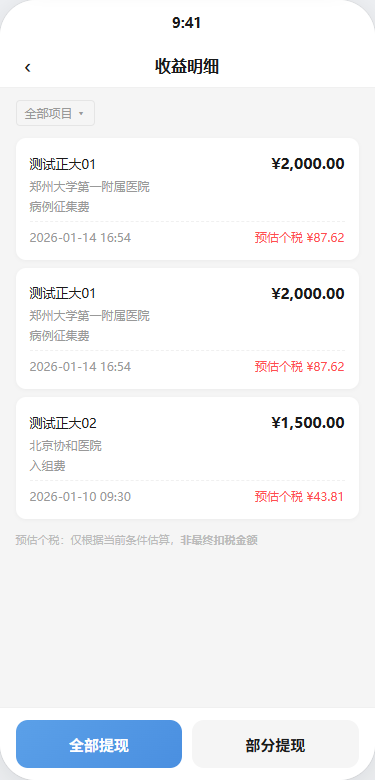 9:41
‹ 收益明细
全部项目 ▾
测试正大01 ¥2,000.00
郑州大学第一附属医院
病例征集费
2026-01-14 16:54 预估个税 ¥87.62
测试正大01 ¥2,000.00
郑州大学第一附属医院
病例征集费
2026-01-14 16:54 预估个税 ¥87.62
测试正大02 ¥1,500.00
北京协和医院
入组费
2026-01-10 09:30 预估个税 ¥43.81
预估个税：仅根据当前条件估算，非最终扣税金额
全部提现 部分提现